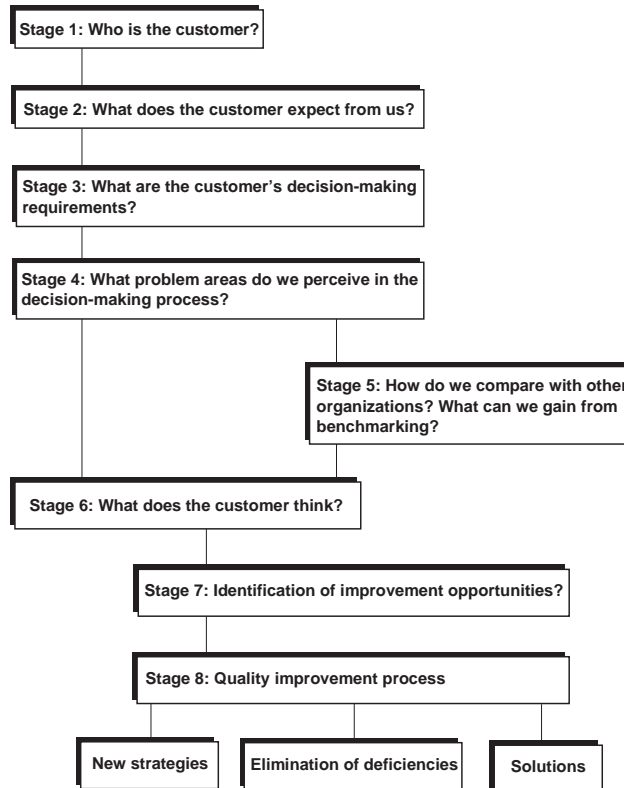 Stage 1: Who is the customer?
Stage 2: What does the customer expect from us?
Stage 3: What are the customer's decision-making
requirements?
Stage 4: What problem areas do we perceive in the
decision-making process?
Stage 5: How do we compare with other
organizations? What can we gain from
benchmarking?
Stage 6: What does the customer think?
Stage 7: Identification of improvement opportunities?
Stage 8: Quality improvement process
New strategies
Elimination of deficiencies
Solutions